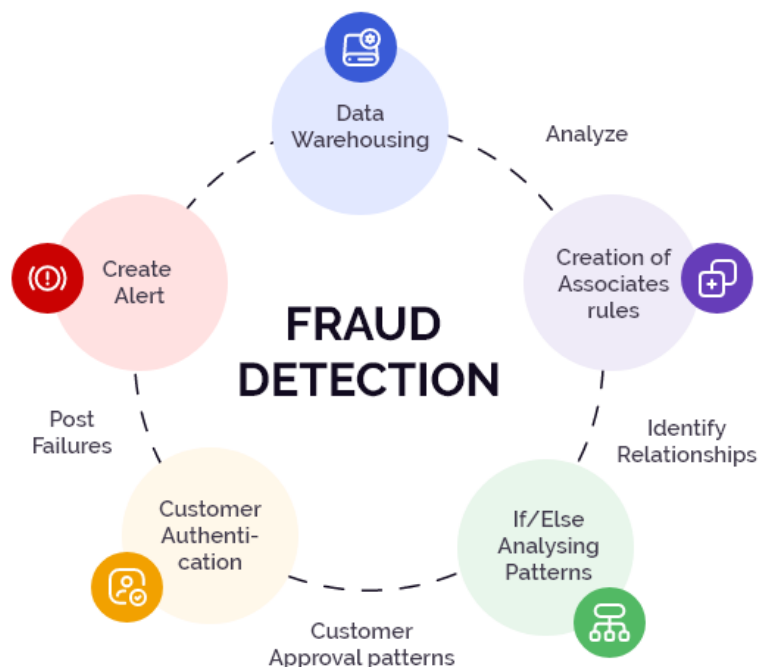 Data
Warehousing
Analyze
Creation of
Associates
rules
Create
Alert
FRAUD
DETECTION
Post
Failures
Identify
Relationships
Customer
Authenti-
cation
If/Else
Analysing
Patterns
Customer
Approval patterns